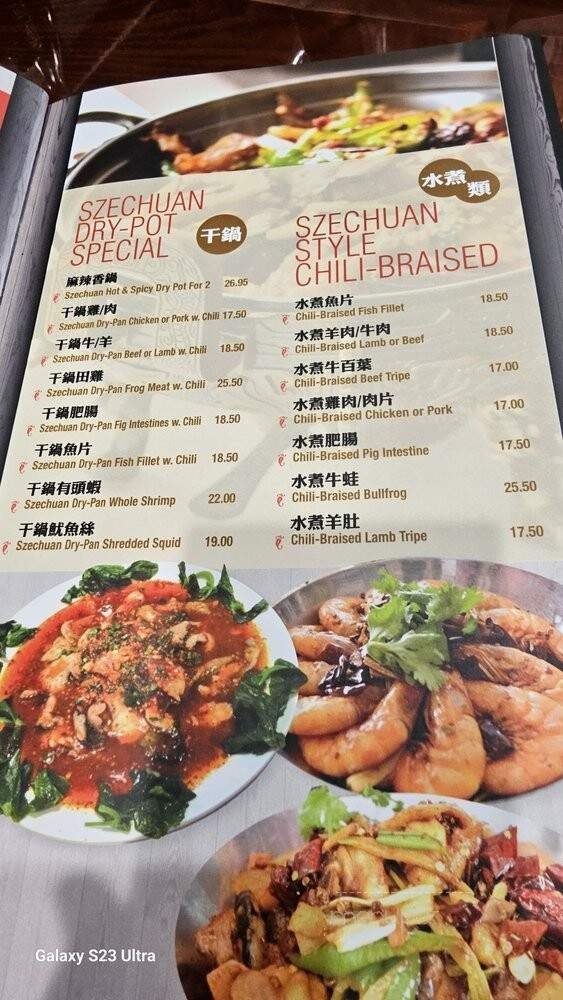 SZECHUAN
DRY-POT
SPECIAL
干鍋
麻辣香鍋
Szechuan Hot & Spicy Dry Pot For 2 26.95
干鍋雞/肉
Szechuan Dry-Pan Chicken or Pork w. Chili 17.50
干鍋牛/羊
Szechuan Dry-Pan Beef or Lamb w. Chili 18.50
干鍋田雞
Szechuan Dry-Pan Frog Meat w. Chili 25.50
干鍋肥腸
Szechuan Dry-Pan Fig Intestines w. Chili 18.50
干鍋魚片
Szechuan Dry-Pan Fish Fillet w. Chili 18.50
干鍋有頭蝦
Szechuan Dry-Pan Whole Shrimp 22.00
干鍋魷魚絲
Szechuan Dry-Pan Shredded Squid 19.00
水煮類
SZECHUAN
STYLE
CHILI-BRAISED
水煮魚片
Chili-Braised Fish Fillet 18.50
水煮羊肉/牛肉
Chili-Braised Lamb or Beef 18.50
水煮牛百葉
Chili-Braised Beef Tripe 17.00
水煮雞肉/肉片
Chili-Braised Chicken or Pork 17.00
水煮肥腸
Chili-Braised Pig Intestine 17.50
水煮牛蛙
Chili-Braised Bullfrog 25.50
水煮羊肚
Chili-Braised Lamb Tripe 17.50
Galaxy S23 Ultra